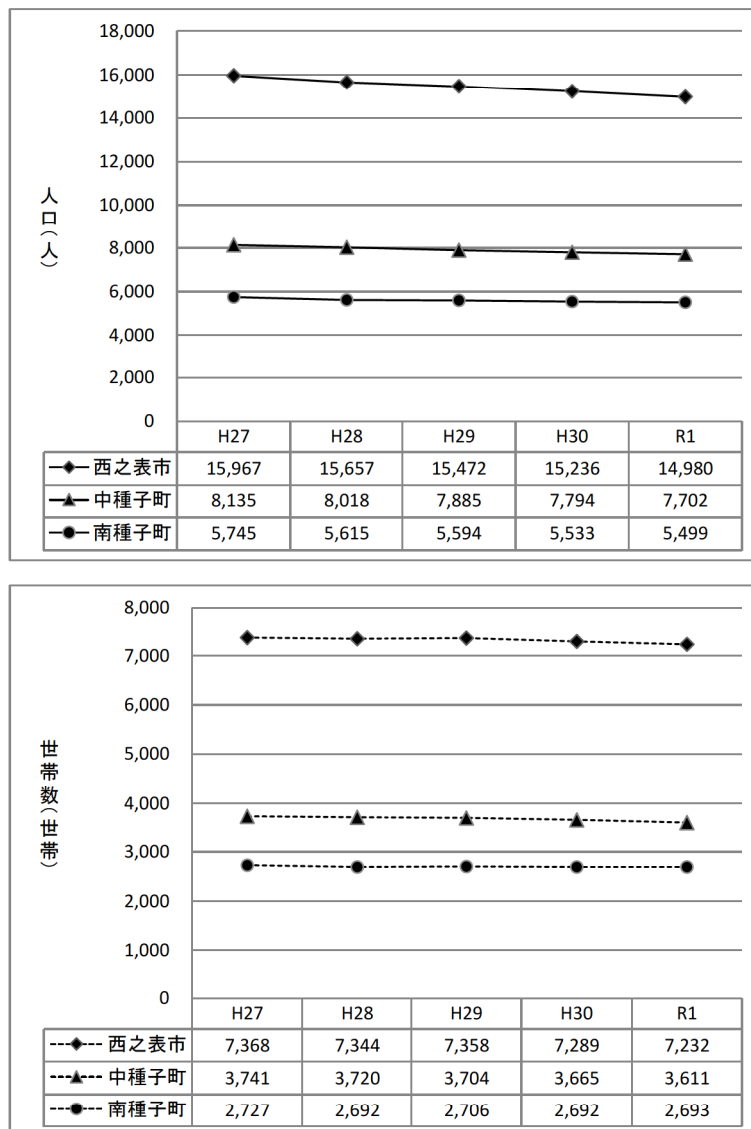 18,000
16,000
14,000
12,000
10,000
8,000
6,000
4,000
2,000
0
人口(人)
H27 H28 H29 H30 R1
西之表市 15,967 15,657 15,472 15,236 14,980
中種子町 8,135 8,018 7,885 7,794 7,702
南種子町 5,745 5,615 5,594 5,533 5,499
8,000
7,000
6,000
5,000
4,000
3,000
2,000
1,000
0
世帯数(世帯)
H27 H28 H29 H30 R1
西之表市 7,368 7,344 7,358 7,289 7,232
中種子町 3,741 3,720 3,704 3,665 3,611
南種子町 2,727 2,692 2,706 2,692 2,693